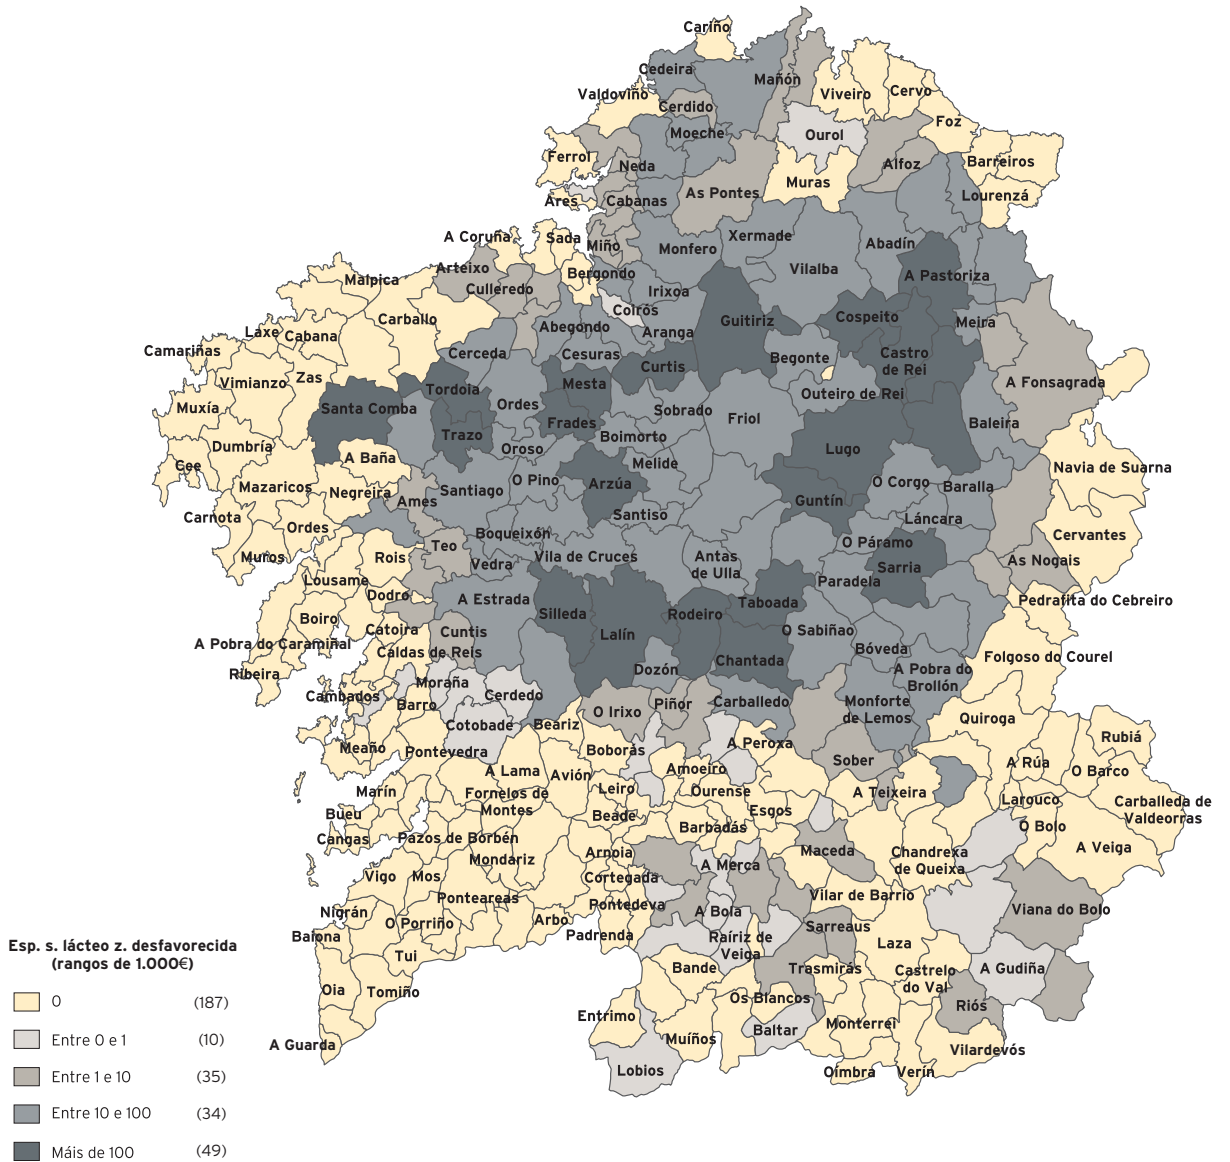 Cariño
Cedeira
Mañón
Valdoviño
Viveiro
Cervo
Cerdido
Foz
Moeche
Ourol
Ferrol
Neda
Alfoz
Barreiros
Muras
As Pontes
Lourenzá
Ares
Cabanas
A Coruña
Sada
Miño
Monfero
Xermade
Abadín
Arteixo
Bergondo
Vilalba
A Pastoriza
Malpica
Culleredo
Irixoa
Coirós
Carballo
Abegondo
Aranga
Guitiriz
Cospeito
Meira
Laxe
Cabana
Camariñas
Cerceda
Cesuras
Curtis
Begonte
Castro
de Rei
Vimianzo
Zas
Tordoia
Mesta
Outeiro de Rei
A Fonsagrada
Muxía
Santa Comba
Ordes
Sobrado
Friol
Baleira
Trazo
Frades
Boimorto
Dumbría
Oroso
Lugo
Cee
A Baña
Melide
Navia de Suarna
Mazaricos
Negreira
Santiago
O Pino
Arzúa
O Corgo
Baralla
Ames
Guntín
Carnota
Ordes
Santiso
Láncara
Boqueixón
Cervantes
Muros
Rois
Teo
Vedra
Vila de Cruces
Antas
de Ulla
O Páramo
Sarria
As Nogais
Lousame
Paradela
Dodro
A Estrada
Silleda
Rodeiro
Taboada
Pedrafita do Cebreiro
Boiro
Catoira
Cuntis
Lalín
O Sabiñao
A Pobra do Caramiñal
Caldas de Reis
Bóveda
Folgoso do Courel
Ribeira
Dozón
Chantada
A Pobra do
Brollón
Moraña
Cambados
Barro
Cerdedo
O Irixo
Piñor
Carballedo
Monforte
de Lemos
Cotobade
Beariz
Quiroga
Meaño
Pontevedra
Boborás
A Peroxa
Rubiá
Sober
A Rúa
O Barco
A Lama
Avión
Amoeiro
Marín
Fornelos de
Montes
Leiro
Ourense
A Teixeira
Larouco
Carballeda de
Valdeorras
Bueu
Beade
Esgos
Barbadás
O Bolo
Cangas
Pazos de Borbén
Mondariz
Arnoia
A Merca
Maceda
Chandrexa
de Queixa
A Veiga
Vigo
Mos
Cortegada
Ponteareas
Pontedeva
Vilar de Barrio
Nigrán
O Porriño
Arbo
A Bola
Viana do Bolo
Baiona
Padrenda
Rairiz de
Veiga
Sarreaus
Laza
Tui
Bande
Trasmirás
Castrelo
do Val
A Gudiña
Oia
Tomiño
Os Blancos
Riós
Entrimo
Baltar
Monterrei
A Guarda
Muíños
Vilardevós
Lobios
Oímbra
Verín
Esp. s. lácteo z. desfavorecida
(rangos de 1.000€)
0 (187)
Entre 0 e 1 (10)
Entre 1 e 10 (35)
Entre 10 e 100 (34)
Máis de 100 (49)